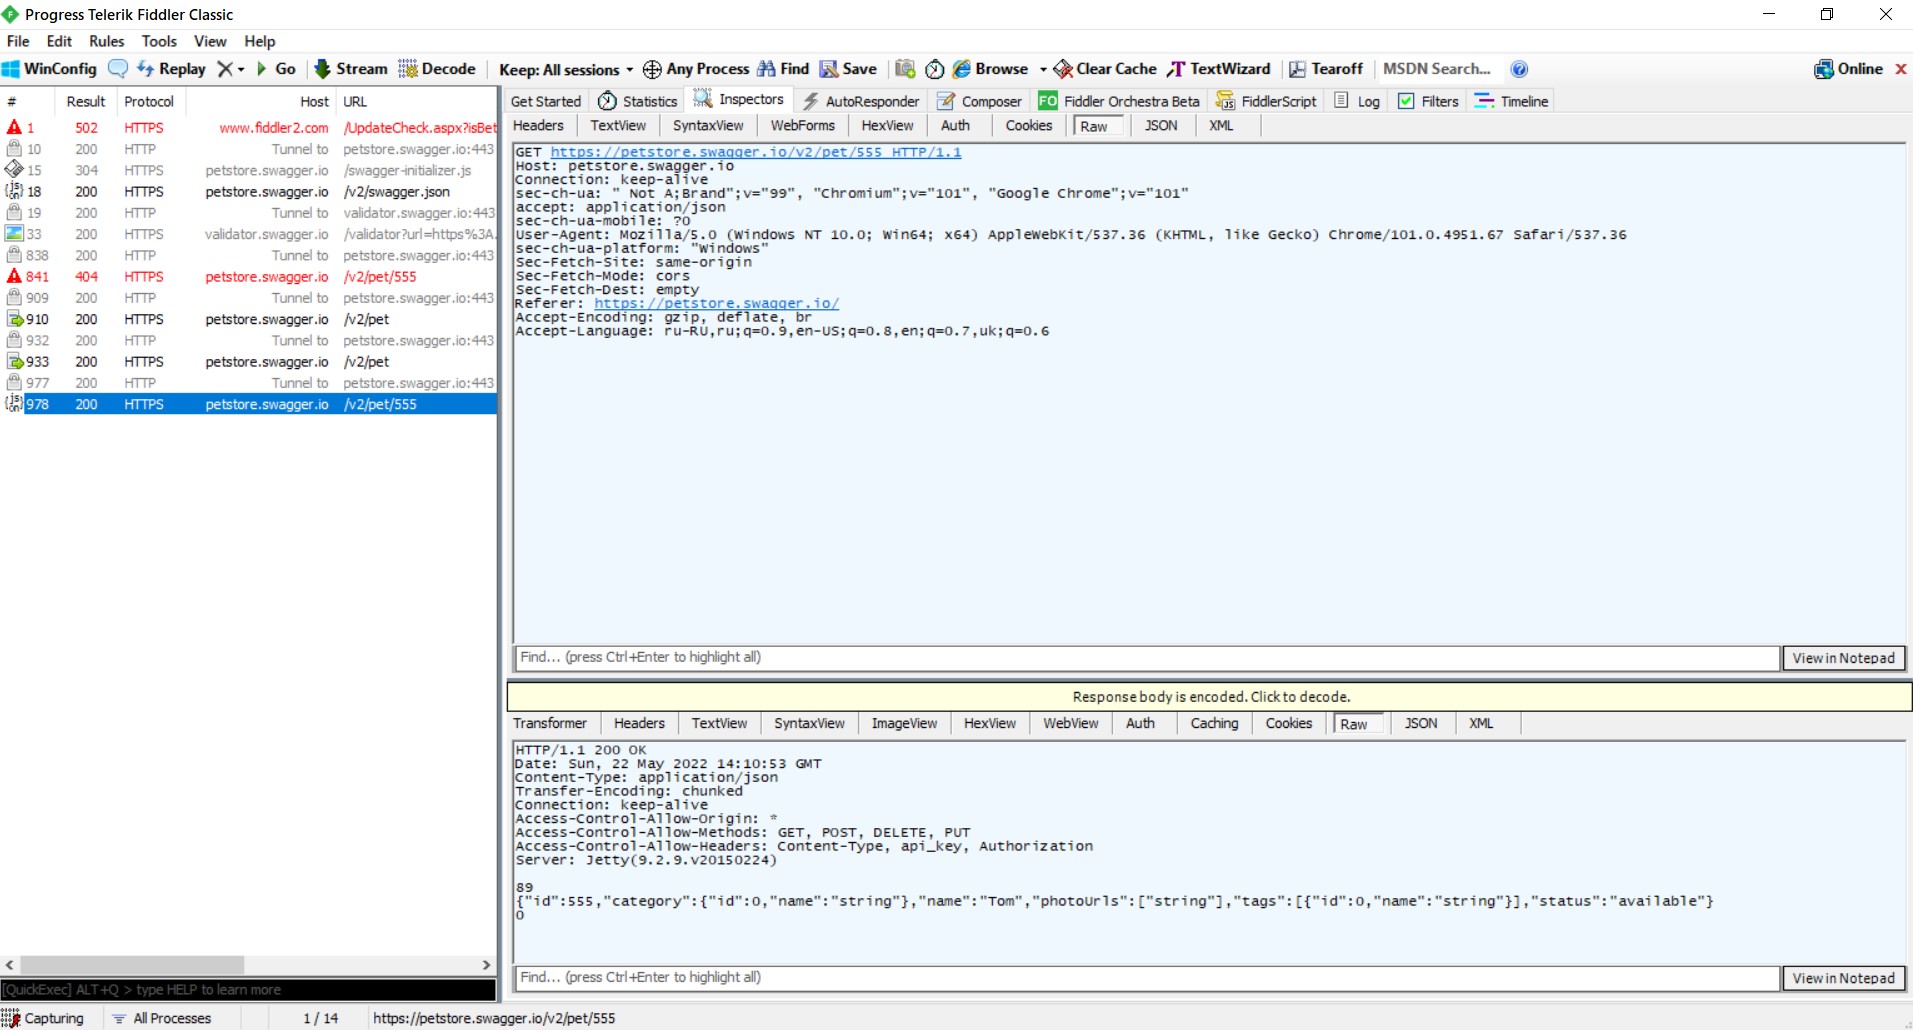 Progress Telerik Fiddler Classic
File Edit Rules Tools View Help
WinConfig Replay Go Stream Decode Keep: All sessions Any Process Find Save Browse Clear Cache TextWizard Tearoff MSDN Search... Online
# Result Protocol Host URL
1 502 HTTPS www.fiddler2.com /UpdateCheck.aspx?isBet
10 200 HTTP Tunnel to petstore.swagger.io:443
15 304 HTTPS petstore.swagger.io /swagger-initializer.js
18 200 HTTPS petstore.swagger.io /v2/swagger.json
19 200 HTTP Tunnel to validator.swagger.io:443
33 200 HTTPS validator.swagger.io /validator?url=https%3A.
838 200 HTTP Tunnel to petstore.swagger.io:443
841 404 HTTPS petstore.swagger.io /v2/pet/555
909 200 HTTP Tunnel to petstore.swagger.io:443
910 200 HTTPS petstore.swagger.io /v2/pet
932 200 HTTP Tunnel to petstore.swagger.io:443
933 200 HTTPS petstore.swagger.io /v2/pet
977 200 HTTP Tunnel to petstore.swagger.io:443
978 200 HTTPS petstore.swagger.io /v2/pet/555
[QuickExec] ALT+Q > type HELP to learn more
Get Started Statistics Inspectors AutoResponder Composer FO Fiddler Orchestra Beta FiddlerScript Log Filters Timeline
Headers TextView SyntaxView WebForms HexView Auth Cookies Raw JSON XML
GET https://petstore.swagger.io/v2/pet/555 HTTP/1.1
Host: petstore.swagger.io
Connection: keep-alive
sec-ch-ua: " Not A;Brand";v="99", "Chromium";v="101", "Google Chrome";v="101"
accept: application/json
sec-ch-ua-mobile: ?0
User-Agent: Mozilla/5.0 (Windows NT 10.0; Win64; x64) AppleWebKit/537.36 (KHTML, like Gecko) Chrome/101.0.4951.67 Safari/537.36
sec-ch-ua-platform: "Windows"
Sec-Fetch-Site: same-origin
Sec-Fetch-Mode: cors
Sec-Fetch-Dest: empty
Referer: https://petstore.swagger.io/
Accept-Encoding: gzip, deflate, br
Accept-Language: ru-RU,ru;q=0.9,en-US;q=0.8,en;q=0.7,uk;q=0.6
Find... (press Ctrl+Enter to highlight all) View in Notepad
Response body is encoded. Click to decode.
Transformer Headers TextView SyntaxView ImageView HexView WebView Auth Caching Cookies Raw JSON XML
HTTP/1.1 200 OK
Date: Sun, 22 May 2022 14:10:53 GMT
Content-Type: application/json
Transfer-Encoding: chunked
Connection: keep-alive
Access-Control-Allow-Origin: *
Access-Control-Allow-Methods: GET, POST, DELETE, PUT
Access-Control-Allow-Headers: Content-Type, api_key, Authorization
Server: Jetty(9.2.9.v20150224)
89
{"id":555,"category":{"id":0,"name":"string"},"name":"Tom","photoUrls":["string"],"tags":[{"id":0,"name":"string"}],"status":"available"}
0
Find... (press Ctrl+Enter to highlight all) View in Notepad
Capturing All Processes 1 / 14 https://petstore.swagger.io/v2/pet/555